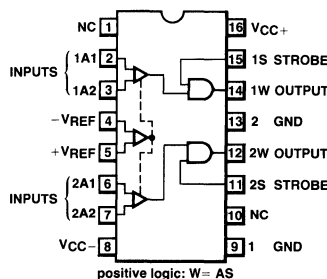 NC 1 16 VCC+
1A1 2 15 1S STROBE
INPUTS
1A2 3 14 1W OUTPUT
-VREF 4 13 2 GND
+VREF 5 12 2W OUTPUT
2A1 6 11 2S STROBE
INPUTS
2A2 7 10 NC
VCC- 8 9 1 GND
positive logic: W= AS